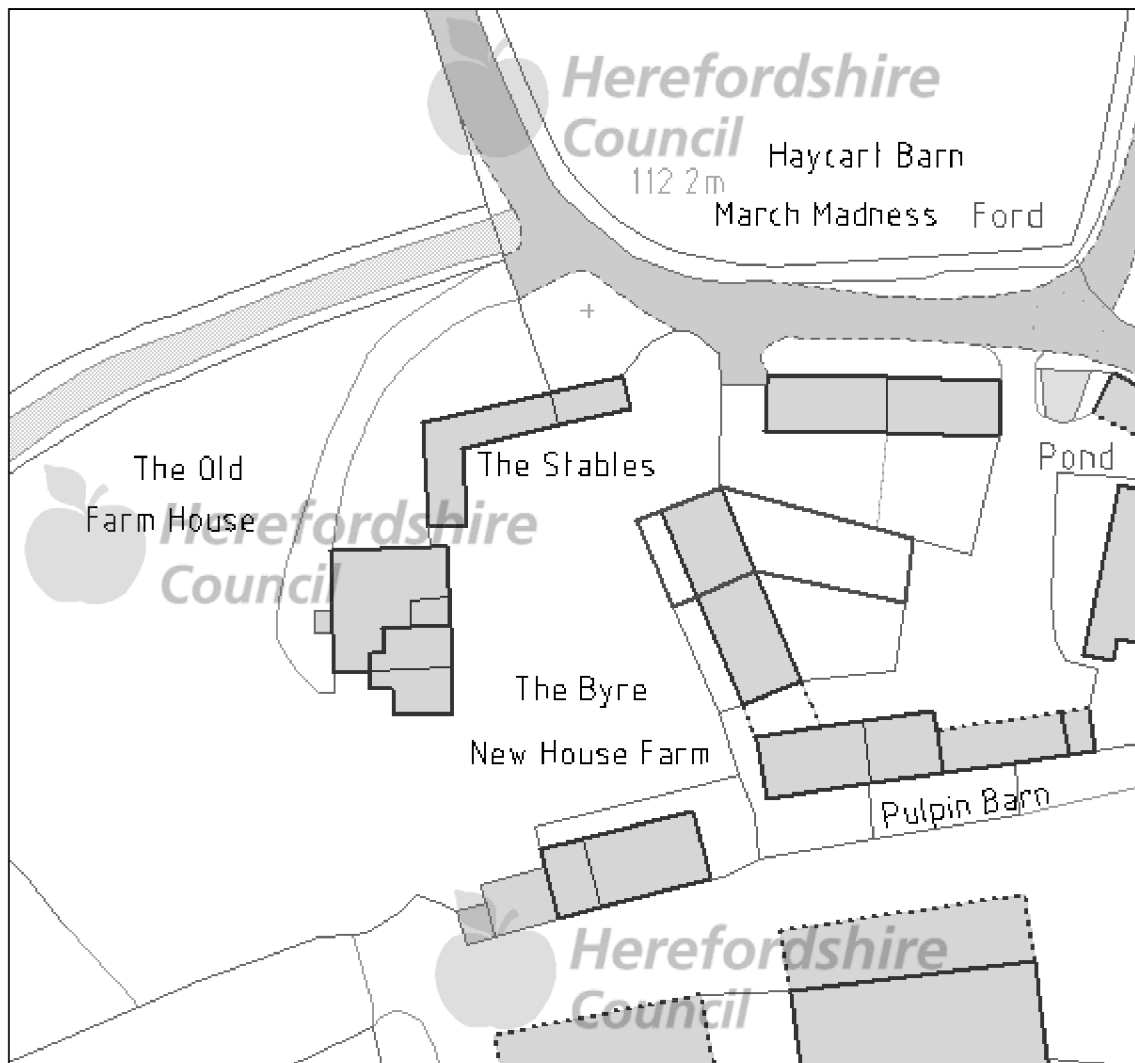 Herefordshire
Council
Haycart Barn
112 2m
March Madness Ford
The Old
Farm House
The Stables
Pond
Herefordshire
Council
The Byre
New House Farm
Pulpin Barn
Herefordshire
Council